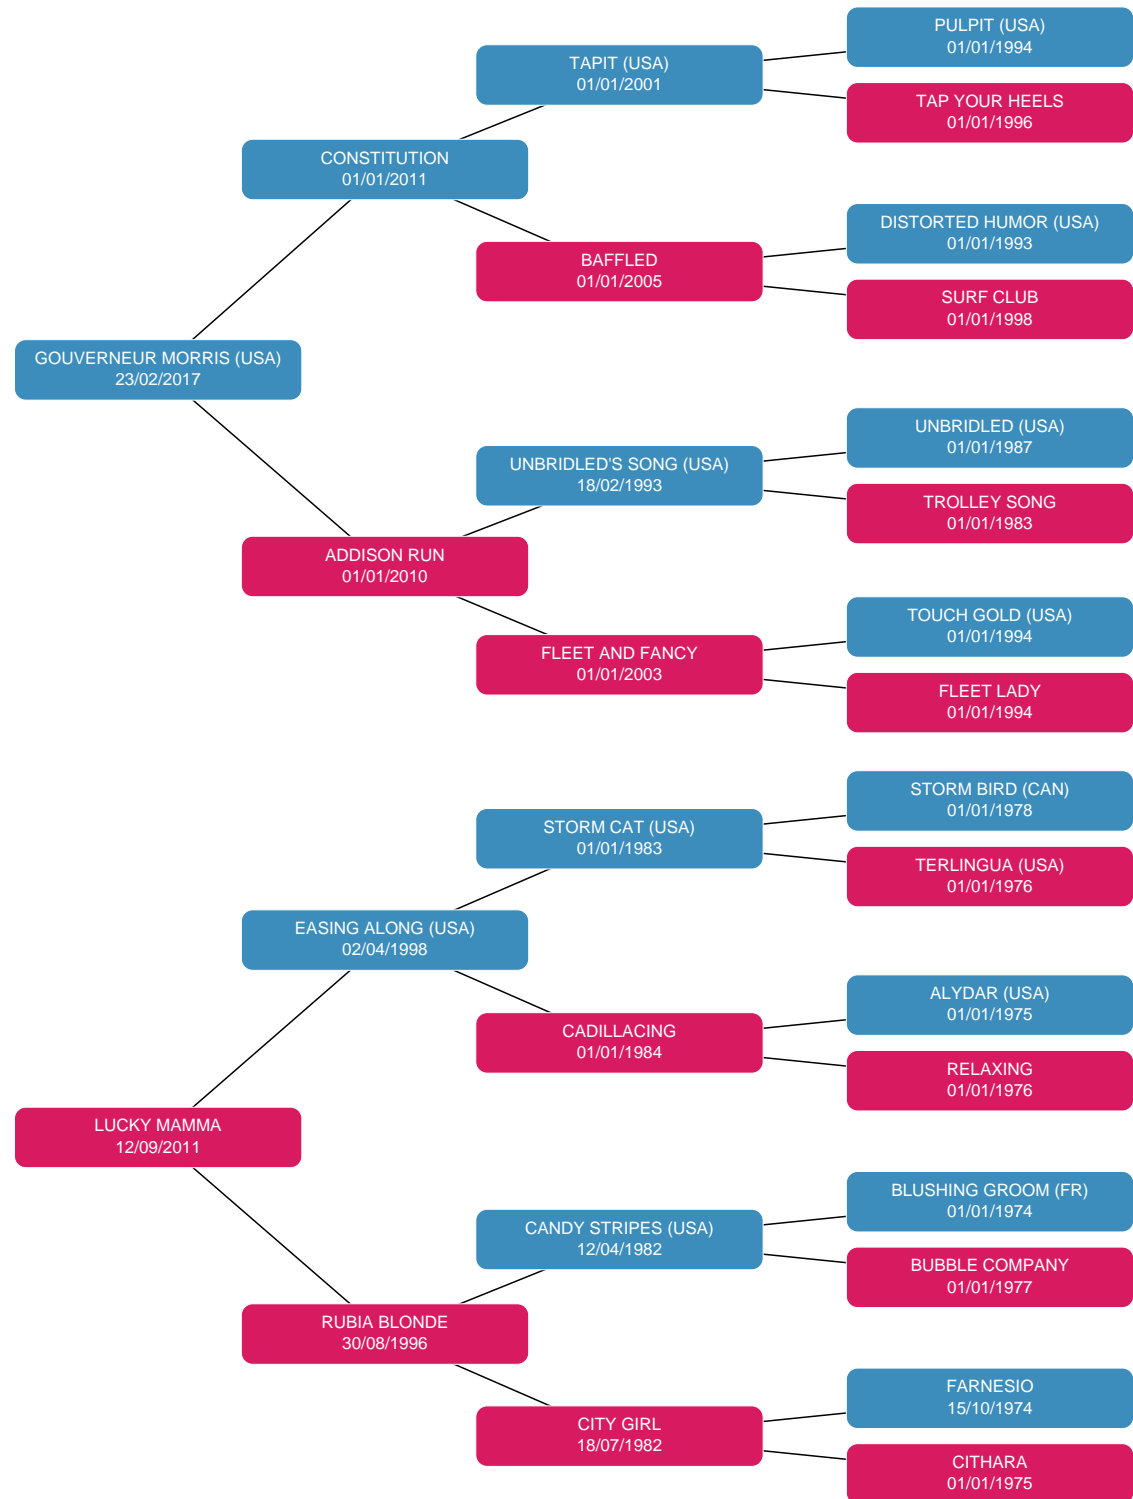 PULPIT (USA)
01/01/1994
TAPIT (USA)
01/01/2001
TAP YOUR HEELS
01/01/1996
CONSTITUTION
01/01/2011
DISTORTED HUMOR (USA)
01/01/1993
BAFFLED
01/01/2005
SURF CLUB
01/01/1998
GOUVERNEUR MORRIS (USA)
23/02/2017
UNBRIDLED (USA)
01/01/1987
UNBRIDLED'S SONG (USA)
18/02/1993
TROLLEY SONG
01/01/1983
ADDISON RUN
01/01/2010
TOUCH GOLD (USA)
01/01/1994
FLEET AND FANCY
01/01/2003
FLEET LADY
01/01/1994
STORM BIRD (CAN)
01/01/1978
STORM CAT (USA)
01/01/1983
TERLINGUA (USA)
01/01/1976
EASING ALONG (USA)
02/04/1998
ALYDAR (USA)
01/01/1975
CADILLACING
01/01/1984
RELAXING
01/01/1976
LUCKY MAMMA
12/09/2011
BLUSHING GROOM (FR)
01/01/1974
CANDY STRIPES (USA)
12/04/1982
BUBBLE COMPANY
01/01/1977
RUBIA BLONDE
30/08/1996
FARNESIO
15/10/1974
CITY GIRL
18/07/1982
CITHARA
01/01/1975